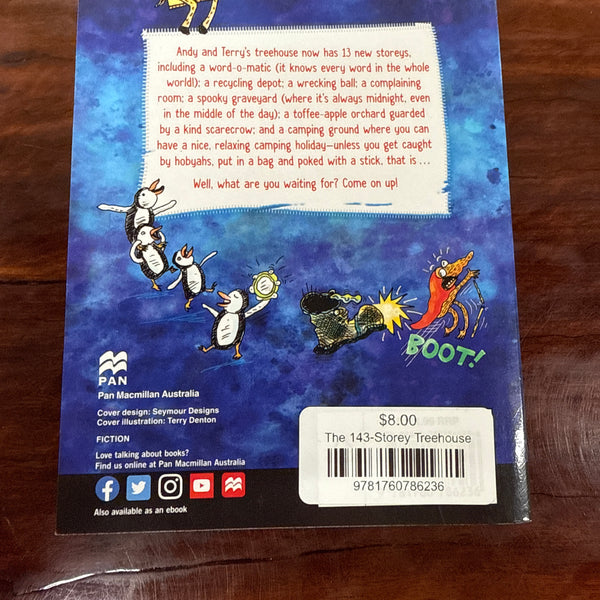 Andy and Terry's treehouse now has 13 new storeys,
including a word-o-matic (it knows every word in the whole
world!); a recycling depot; a wrecking ball; a complaining
room; a spooky graveyard (where it's always midnight, even
in the middle of the day); a toffee-apple orchard guarded
by a kind scarecrow; and a camping ground where you can
have a nice, relaxing camping holiday—unless you get caught
by hobyahs, put in a bag and poked with a stick, that is ...
Well, what are you waiting for? Come on up!
BOOT!
PAN
Pan Macmillan Australia
Cover design: Seymour Designs
Cover illustration: Terry Denton
FICTION
Love talking about books?
Find us online at Pan Macmillan Australia
Also available as an ebook
$8.00
The 143-Storey Treehouse
9781760786236